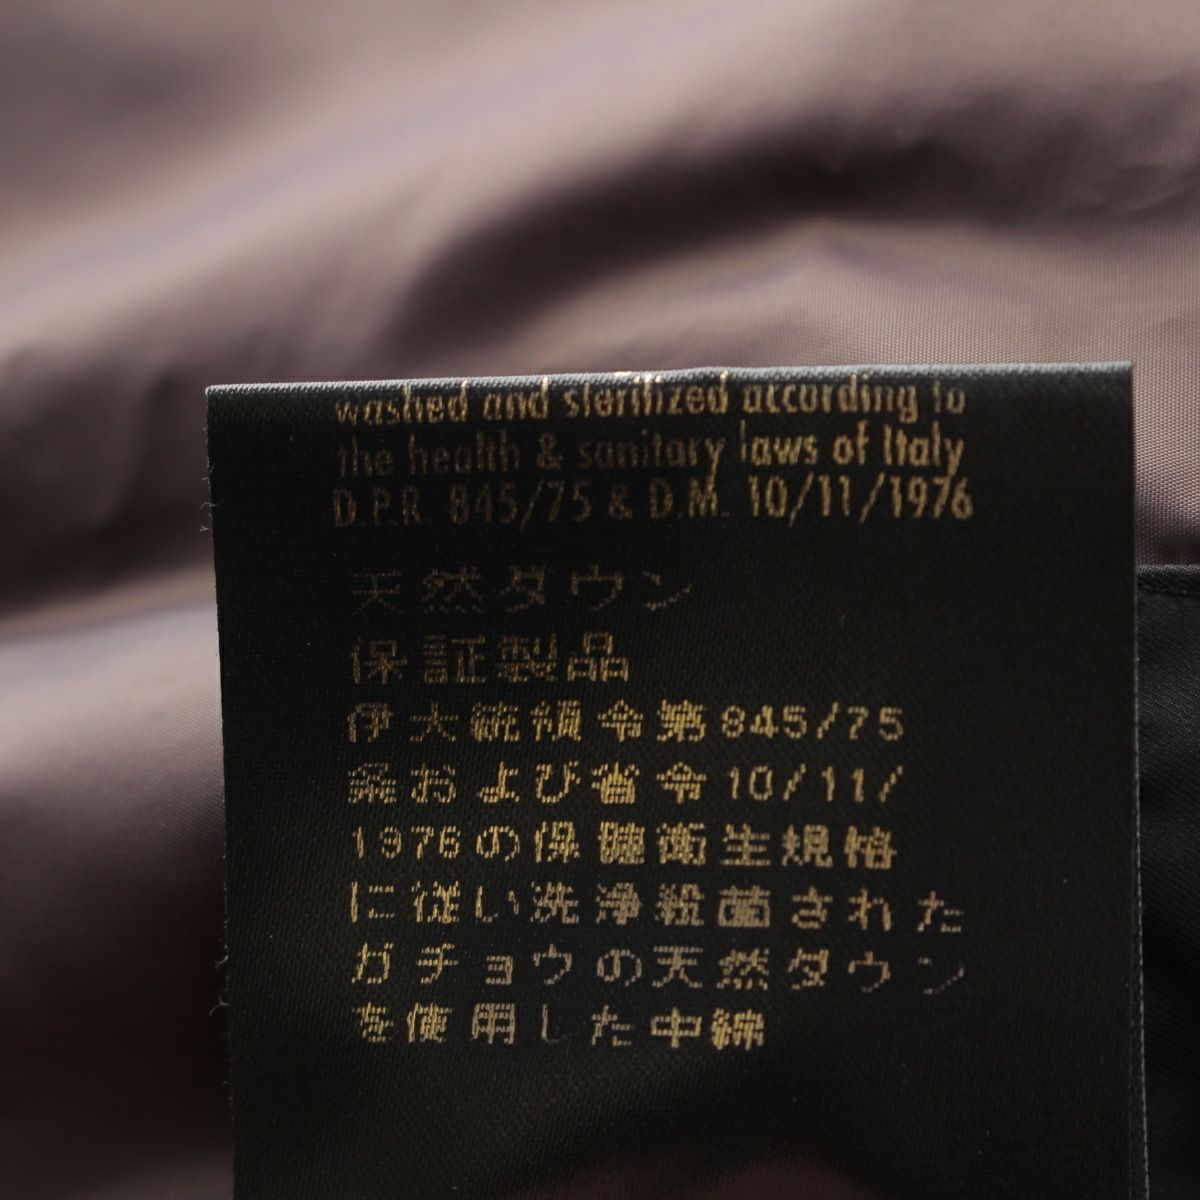 washed and sterilized according to
the health & sanitary laws of Italy
D.P.R. 845/75 & D.M. 10/11/1976
天然ダウン
保証製品
伊大統領令第845/75
条および省令10/11/
1976の保健衛生規格
に従い洗浄殺菌された
ガチョウの天然ダウン
を使用した中綿